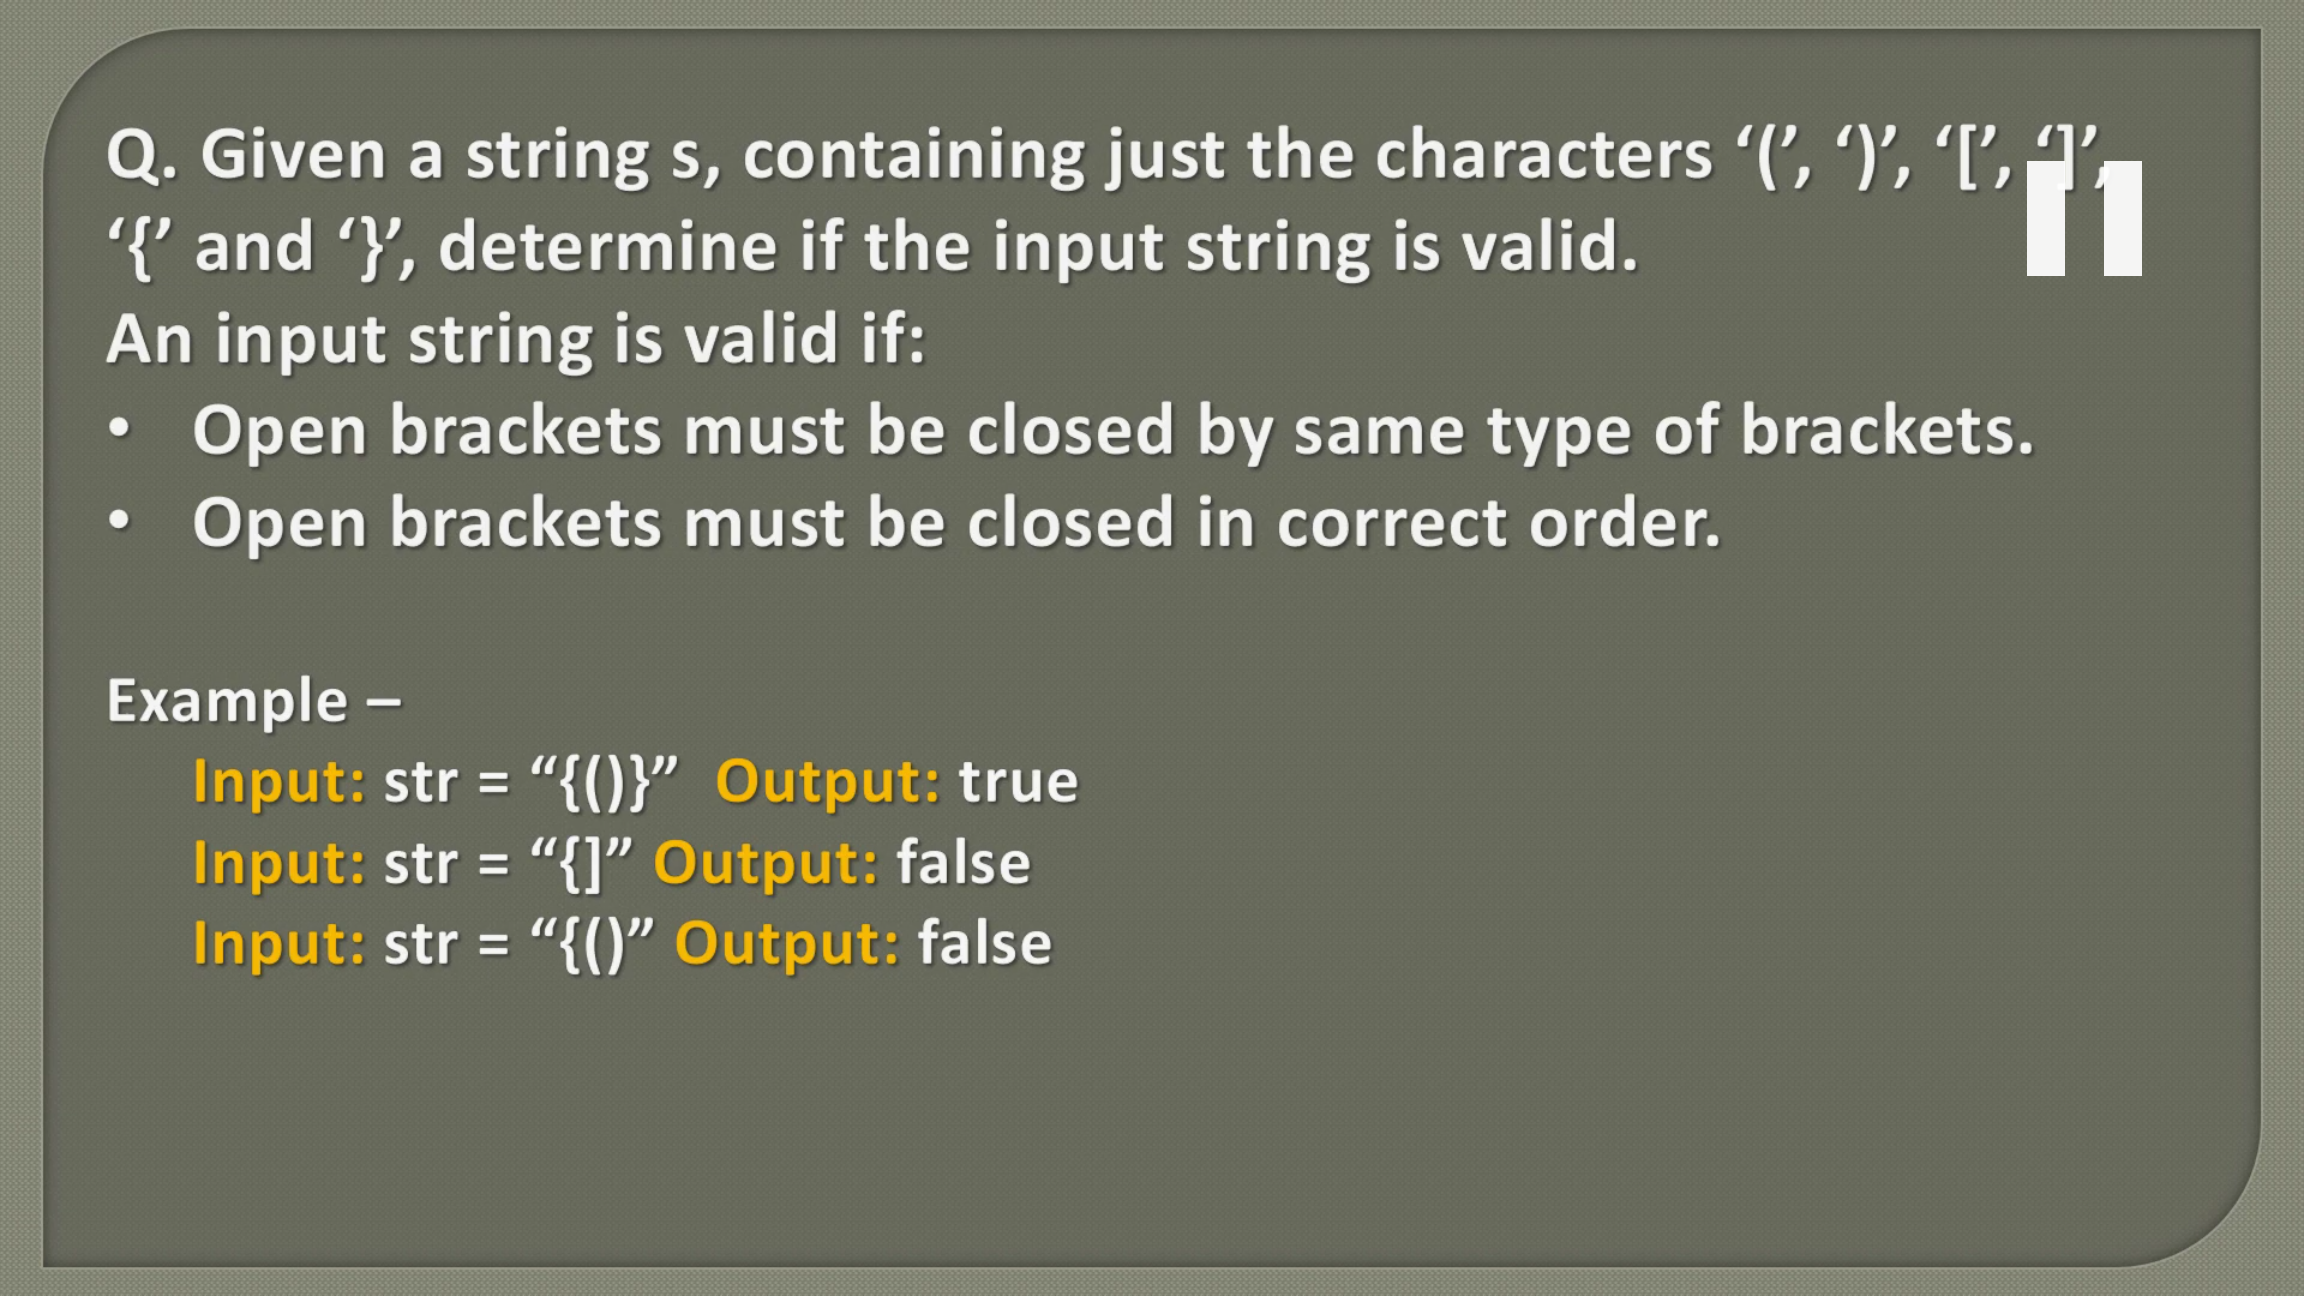 Q. Given a string s, containing just the characters ‘(’, ‘)’, ‘[’, ‘]’,
‘{’ and ‘}’, determine if the input string is valid.
An input string is valid if:
• Open brackets must be closed by same type of brackets.
• Open brackets must be closed in correct order.
Example –
Input: str = “{()}” Output: true
Input: str = “{]” Output: false
Input: str = “{()” Output: false